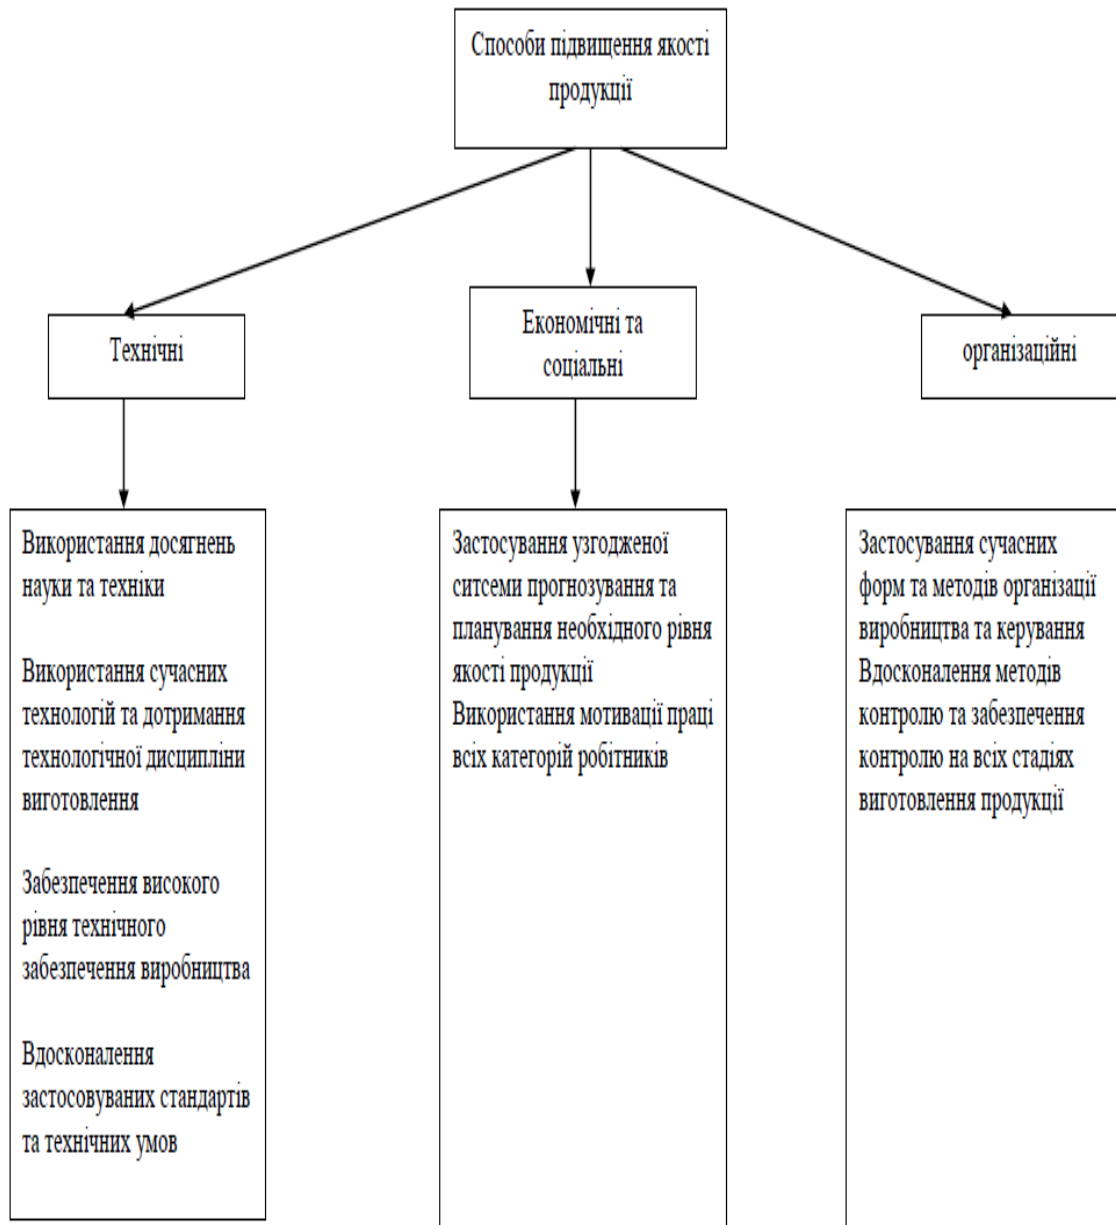 Способи підвищення якості
продукції
Технічні
Економічні та
соціальні
організаційні
Використання досягнень
науки та техніки
Використання сучасних
технологій та дотримання
технологічної дисципліни
виготовлення
Забезпечення високого
рівня технічного
забезпечення виробництва
Вдосконалення
застосовуваних стандартів
та технічних умов
Застосування узгодженої
ситсеми прогнозування та
планування необхідного рівня
якості продукції
Використання мотивації праці
всіх категорій робітників
Застосування сучасних
форм та методів організації
виробництва та керування
Вдосконалення методів
контролю та забезпечення
контролю на всіх стадіях
виготовлення продукції